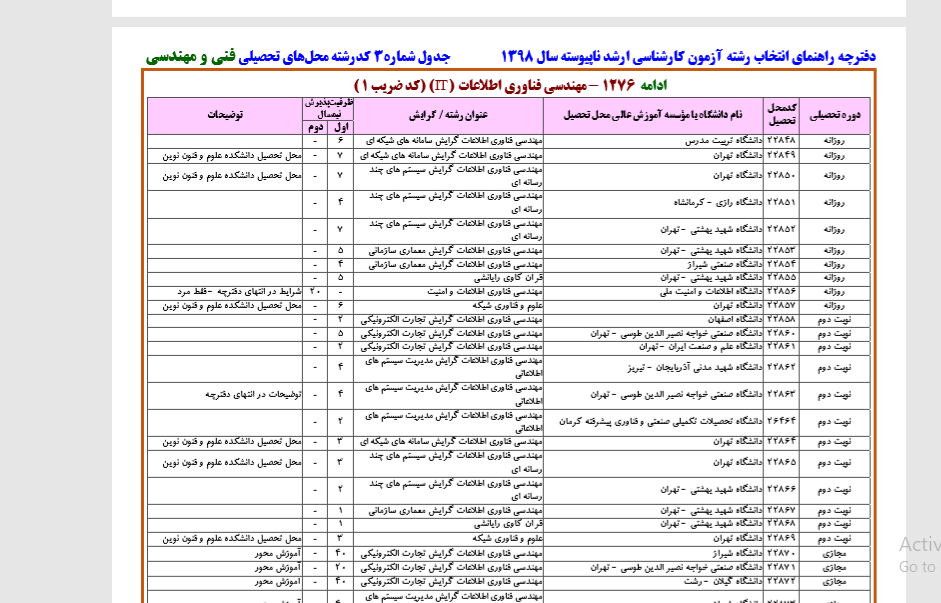 دفترچه راهنمای انتخاب رشته آزمون کارشناسی ارشد ناپیوسته سال ۱۳۹۸ جدول شماره ۳ کدرشته محل‌های تحصیلی فنی و مهندسی
ادامه ۱۲۷۶ – مهندسی فناوری اطلاعات (IT) (کد ضریب ۱)
دوره تحصیلی کدمحل تحصیل نام دانشگاه یا مؤسسه آموزش عالی محل تحصیل عنوان رشته / گرایش ظرفیت پذیرش نیمسال اول دوم توضیحات
روزانه ۲۲۸۴۸ دانشگاه تربیت مدرس مهندسی فناوری اطلاعات گرایش سامانه های شبکه ای ۶ -
روزانه ۲۲۸۴۹ دانشگاه تهران مهندسی فناوری اطلاعات گرایش سامانه های شبکه ای ۷ - محل تحصیل دانشکده علوم و فنون نوین
روزانه ۲۲۸۵۰ دانشگاه تهران مهندسی فناوری اطلاعات گرایش سیستم های چند رسانه ای ۷ - محل تحصیل دانشکده علوم و فنون نوین
روزانه ۲۲۸۵۱ دانشگاه رازی - کرمانشاه مهندسی فناوری اطلاعات گرایش سیستم های چند رسانه ای ۴ -
روزانه ۲۲۸۵۲ دانشگاه شهید بهشتی - تهران مهندسی فناوری اطلاعات گرایش سیستم های چند رسانه ای ۷ -
روزانه ۲۲۸۵۳ دانشگاه شهید بهشتی - تهران مهندسی فناوری اطلاعات گرایش معماری سازمانی ۵ -
روزانه ۲۲۸۵۴ دانشگاه صنعتی شیراز مهندسی فناوری اطلاعات گرایش معماری سازمانی ۴ -
روزانه ۲۲۸۵۵ دانشگاه شهید بهشتی - تهران قران کاوی رایانشی ۵ -
روزانه ۲۲۸۵۶ دانشگاه اطلاعات و امنیت ملی مهندسی فناوری اطلاعات و امنیت - ۲۰ شرایط در انتهای دفترچه -فقط مرد
روزانه ۲۲۸۵۷ دانشگاه تهران علوم و فناوری شبکه ۶ - محل تحصیل دانشکده علوم و فنون نوین
نوبت دوم ۲۲۸۵۸ دانشگاه اصفهان مهندسی فناوری اطلاعات گرایش تجارت الکترونیکی ۲ -
نوبت دوم ۲۲۸۶۰ دانشگاه صنعتی خواجه نصیر الدین طوسی - تهران مهندسی فناوری اطلاعات گرایش تجارت الکترونیکی ۵ -
نوبت دوم ۲۲۸۶۱ دانشگاه علم و صنعت ایران - تهران مهندسی فناوری اطلاعات گرایش تجارت الکترونیکی ۲ -
نوبت دوم ۲۲۸۶۲ دانشگاه شهید مدنی آذربایجان - تبریز مهندسی فناوری اطلاعات گرایش مدیریت سیستم های اطلاعاتی ۴ -
نوبت دوم ۲۲۸۶۳ دانشگاه صنعتی خواجه نصیر الدین طوسی - تهران مهندسی فناوری اطلاعات گرایش مدیریت سیستم های اطلاعاتی ۴ - توضیحات در انتهای دفترچه
نوبت دوم ۲۶۴۶۴ دانشگاه تحصیلات تکمیلی صنعتی و فناوری پیشرفته کرمان مهندسی فناوری اطلاعات گرایش مدیریت سیستم های اطلاعاتی ۲ -
نوبت دوم ۲۲۸۶۴ دانشگاه تهران مهندسی فناوری اطلاعات گرایش سامانه های شبکه ای ۳ - محل تحصیل دانشکده علوم و فنون نوین
نوبت دوم ۲۲۸۶۵ دانشگاه تهران مهندسی فناوری اطلاعات گرایش سیستم های چند رسانه ای ۳ - محل تحصیل دانشکده علوم و فنون نوین
نوبت دوم ۲۲۸۶۶ دانشگاه شهید بهشتی - تهران مهندسی فناوری اطلاعات گرایش سیستم های چند رسانه ای ۲ -
نوبت دوم ۲۲۸۶۷ دانشگاه شهید بهشتی - تهران مهندسی فناوری اطلاعات گرایش معماری سازمانی ۱ -
نوبت دوم ۲۲۸۶۸ دانشگاه شهید بهشتی - تهران قران کاوی رایانشی ۱ -
نوبت دوم ۲۲۸۶۹ دانشگاه تهران علوم و فناوری شبکه ۳ - محل تحصیل دانشکده علوم و فنون نوین
مجازی ۲۲۸۷۰ دانشگاه شیراز مهندسی فناوری اطلاعات گرایش تجارت الکترونیکی ۴۰ - آموزش محور
مجازی ۲۲۸۷۱ دانشگاه صنعتی خواجه نصیر الدین طوسی - تهران مهندسی فناوری اطلاعات گرایش تجارت الکترونیکی ۲۰ - آموزش محور
مجازی ۲۲۸۷۲ دانشگاه گیلان - رشت مهندسی فناوری اطلاعات گرایش تجارت الکترونیکی ۴۰ - آموزش محور
مهندسی فناوری اطلاعات گرایش مدیریت سیستم های
Activ
Go to